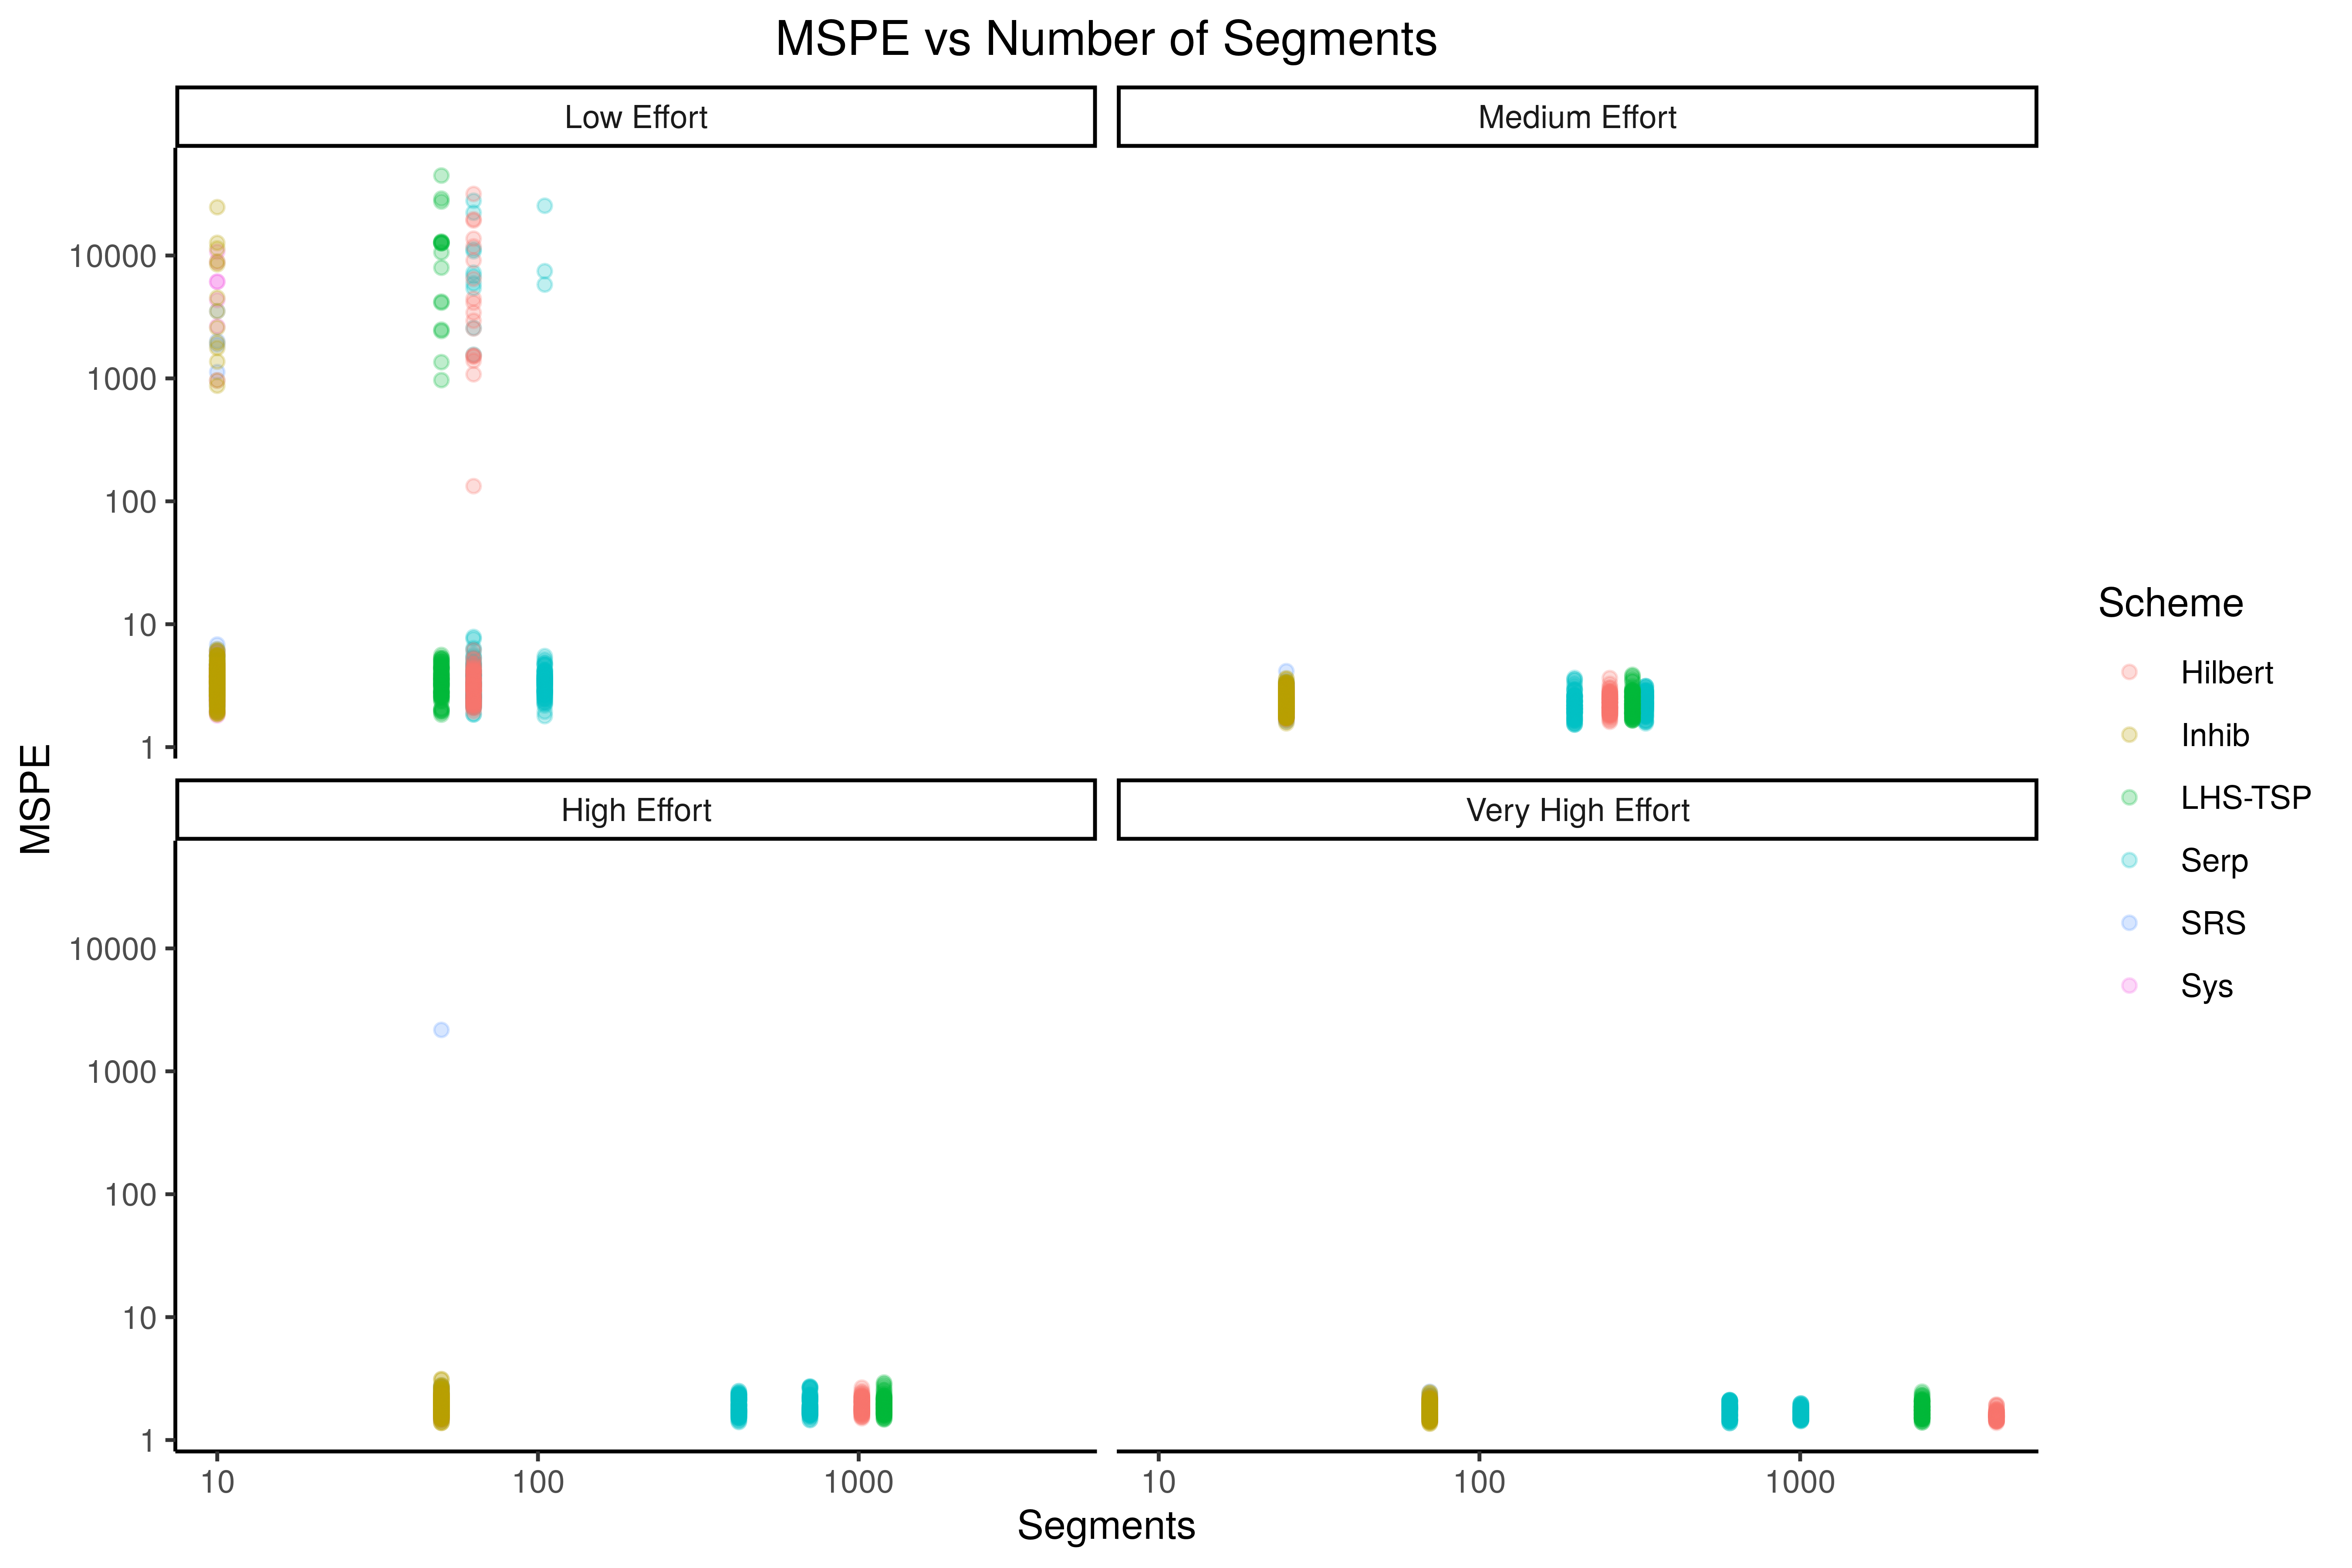 MSPE vs Number of Segments
Low Effort
Medium Effort
10000
1000
100
10
1
MSPE
High Effort
Very High Effort
10000
1000
100
10
1
10
100
1000
10
100
1000
Segments
Scheme
Hilbert
Inhib
LHS-TSP
Serp
SRS
Sys